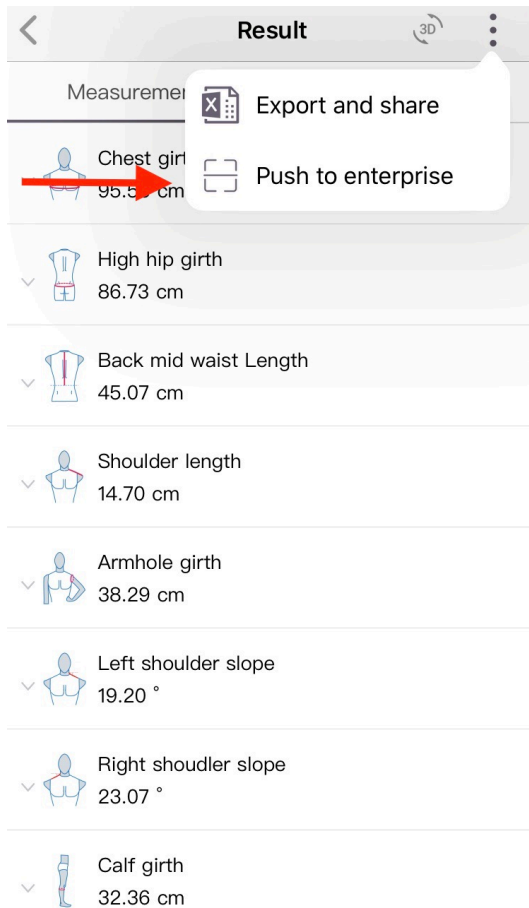 Result
3D
Measuremen
Export and share
Push to enterprise
Chest girt
95.5 cm
High hip girth
86.73 cm
Back mid waist Length
45.07 cm
Shoulder length
14.70 cm
Armhole girth
38.29 cm
Left shoulder slope
19.20 °
Right shoudler slope
23.07 °
Calf girth
32.36 cm